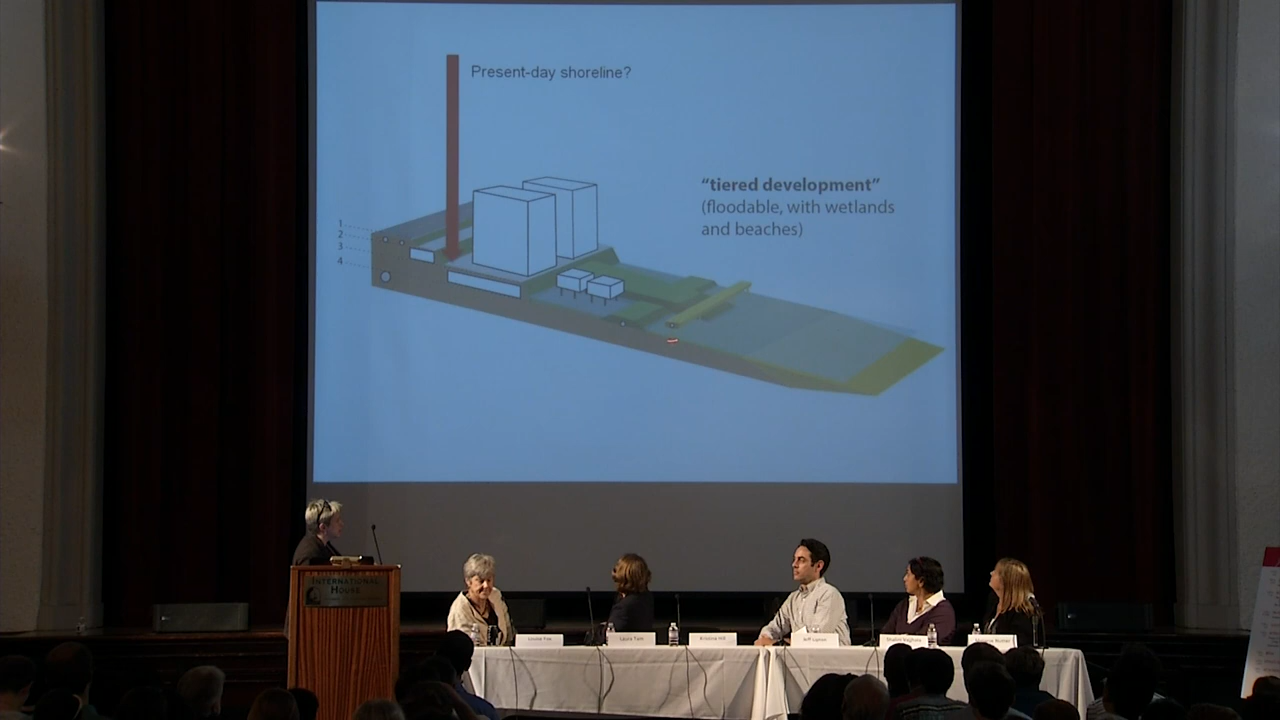 Present-day shoreline?
“tiered development”
(floodable, with wetlands
and beaches)
1
2
3
4
INTERNATIONAL
HOUSE
Laura Tam
Kristina Hill
Jeff